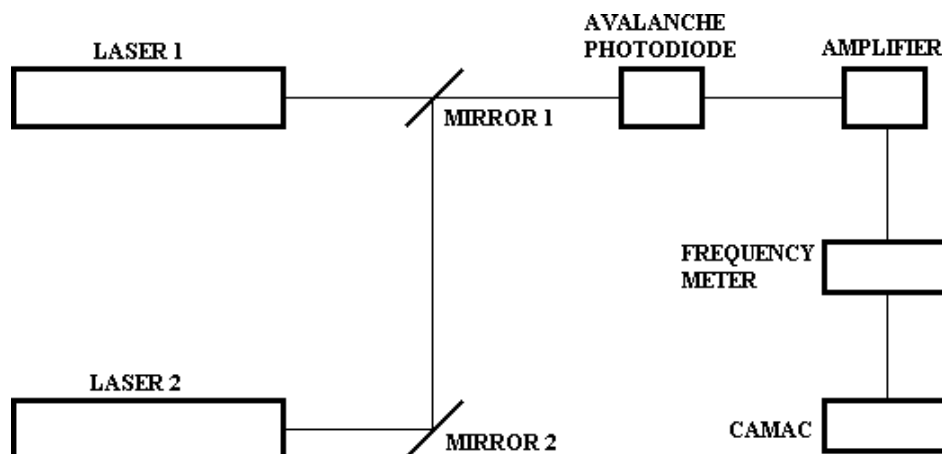 AVALANCHE
PHOTODIODE
AMPLIFIER
LASER 1
MIRROR 1
FREQUENCY
METER
LASER 2
MIRROR 2
CAMAC